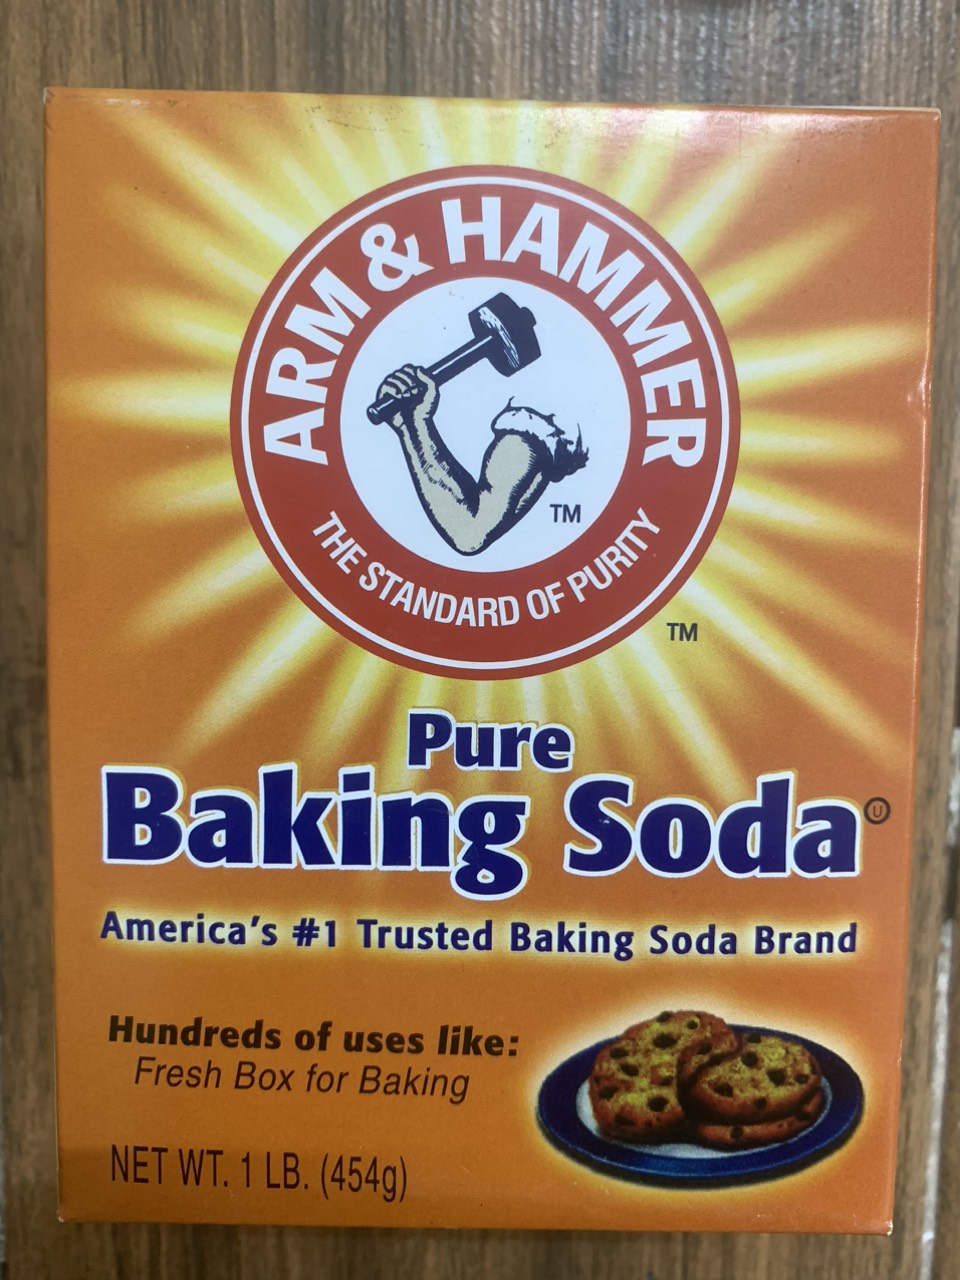 ARM & HAMMER
TM
THE STANDARD OF PURITY
TM
Pure
Baking Soda
U
America's #1 Trusted Baking Soda Brand
Hundreds of uses like:
Fresh Box for Baking
NET WT. 1 LB. (454g)